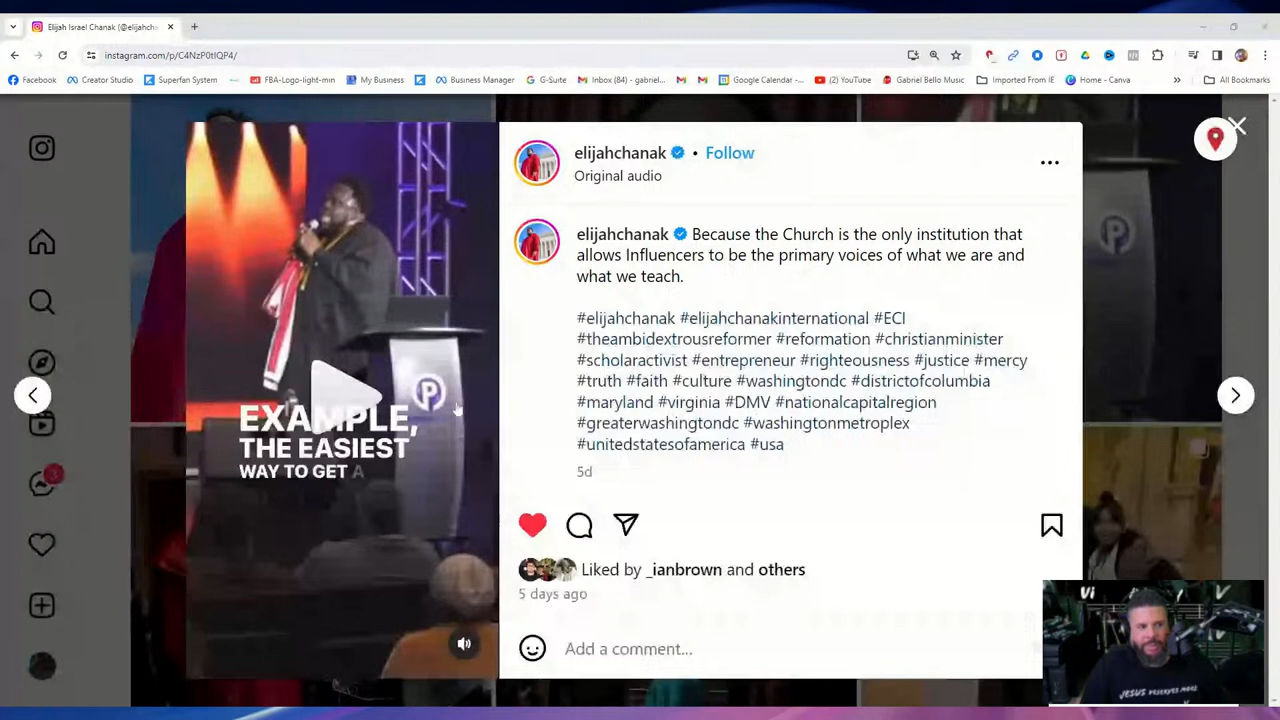 Elijah Israel Chanak (@elijahch
instagram.com/p/C4NzP0tIQP4/
Facebook
Creator Studio
Superfan System
FBA-Logo-light-min
My Business
Business Manager
G-Suite
Inbox (84) - gabriel...
Google Calendar -...
(2) YouTube
Gabriel Bello Music
Imported From IE
Home - Canva
»
All Bookmarks
elijahchanak • Follow
Original audio
elijahchanak Because the Church is the only institution that
allows Influencers to be the primary voices of what we are and
what we teach.
#elijahchanak #elijahchanakinternational #ECI
#theambidextrousreformer #reformation #christianminister
#scholaractivist #entrepreneur #righteousness #justice #mercy
#truth #faith #culture #washingtondc #districtofcolumbia
#maryland #virginia #DMV #nationalcapitalregion
#greaterwashingtondc #washingtonmetroplex
#unitedstatesofamerica #usa
5d
Liked by _ianbrown and others
5 days ago
Add a comment...
P
EXAMPLE,
THE EASIEST
WAY TO GET A
JESUS DESERVES MORE